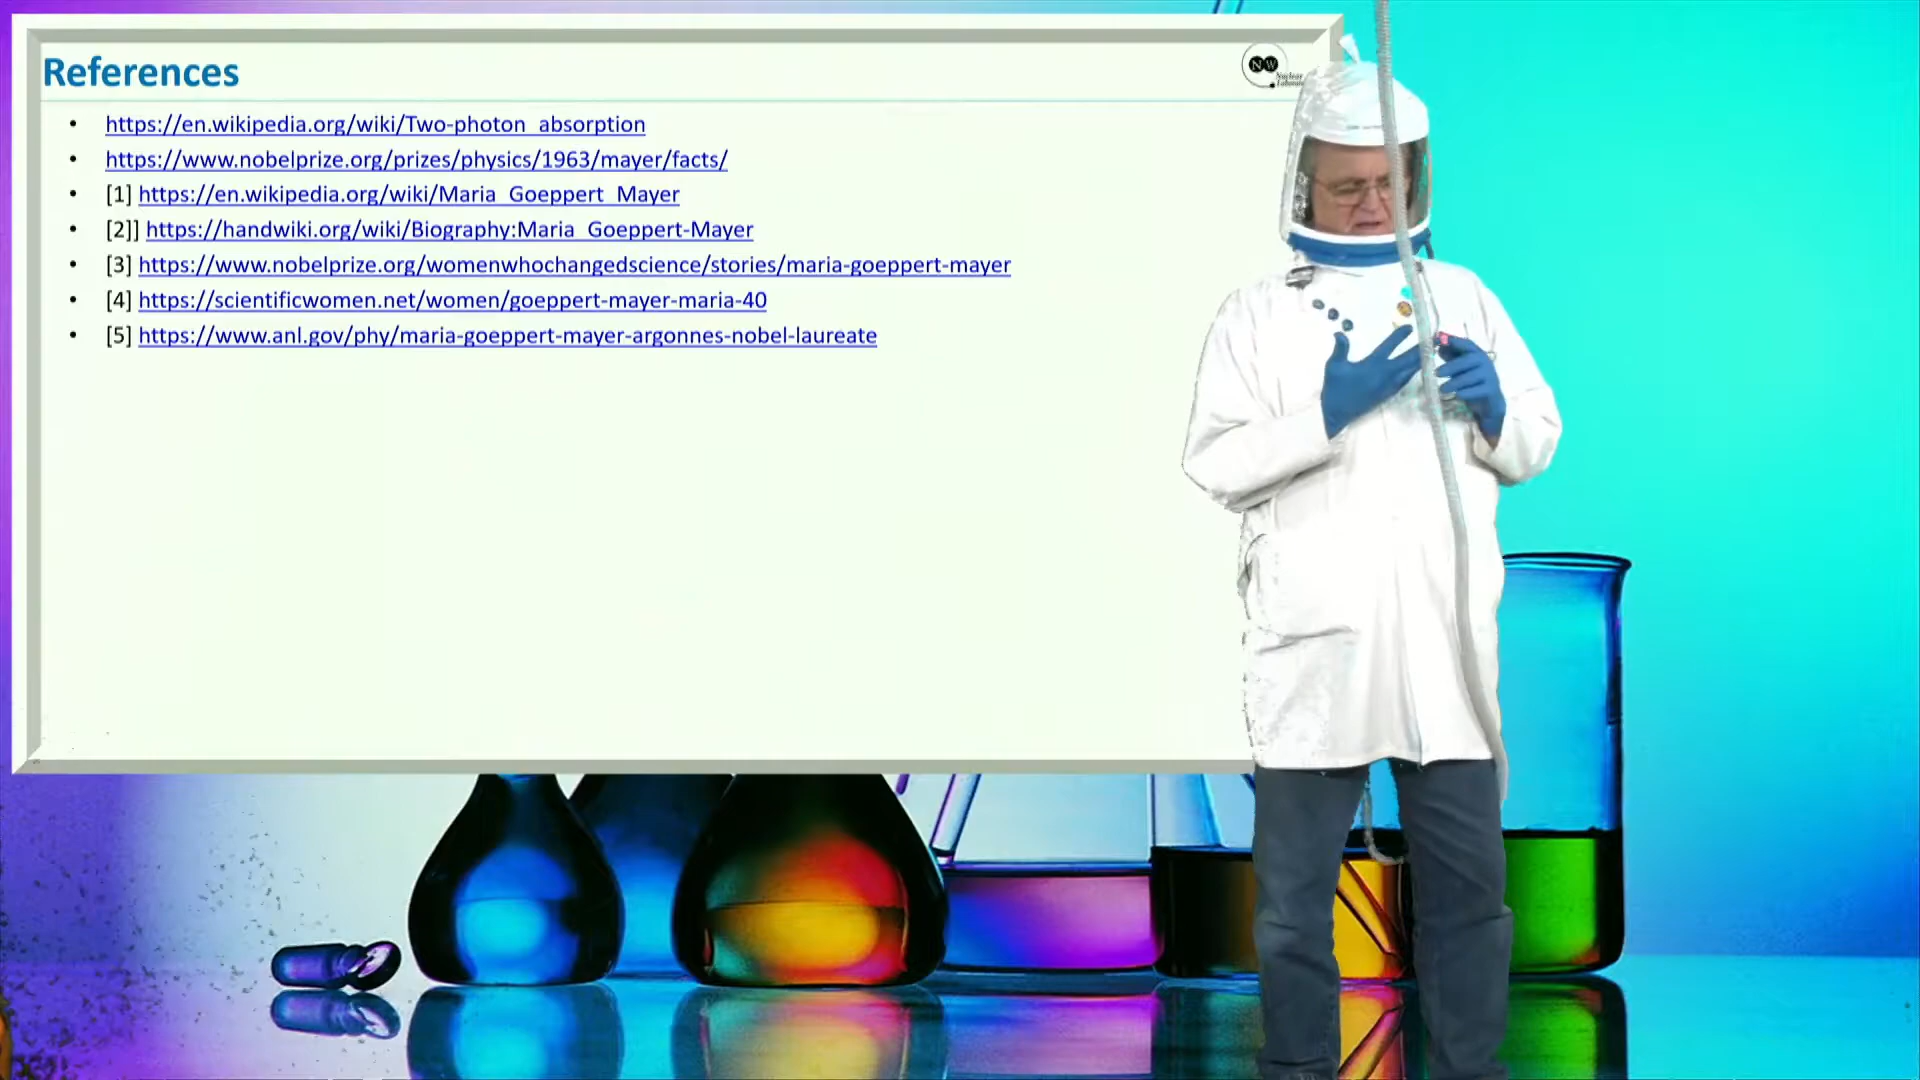 References
N W
Nuclear
• https://en.wikipedia.org/wiki/Two-photon_absorption
• https://www.nobelprize.org/prizes/physics/1963/mayer/facts/
• [1] https://en.wikipedia.org/wiki/Maria_Goeppert_Mayer
• [2]] https://handwiki.org/wiki/Biography:Maria_Goeppert-Mayer
• [3] https://www.nobelprize.org/womenwhochangedscience/stories/maria-goeppert-mayer
• [4] https://scientificwomen.net/women/goeppert-mayer-maria-40
• [5] https://www.anl.gov/phy/maria-goeppert-mayer-argonnes-nobel-laureate